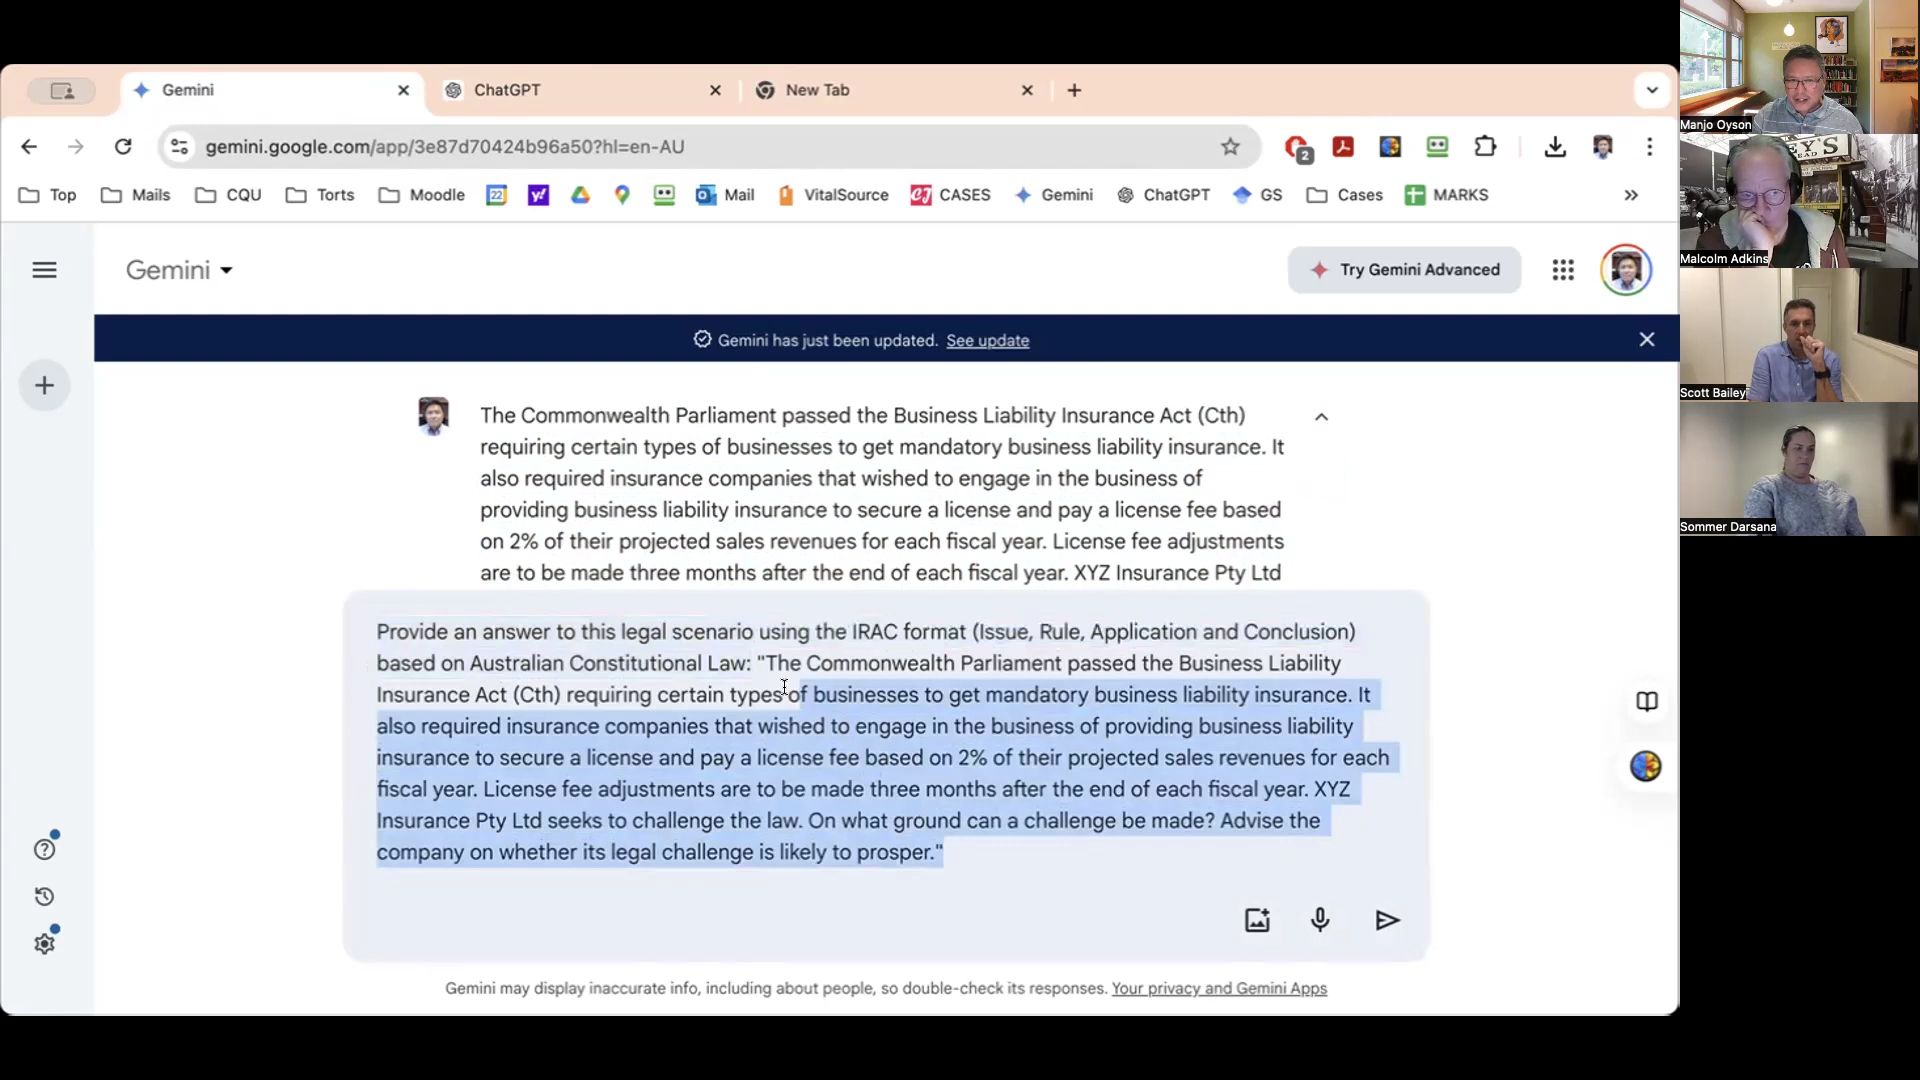 Gemini
ChatGPT
New Tab
gemini.google.com/app/3e87d70424b96a50?hl=en-AU
2
Top
Mails
CQU
Torts
Moodle
22
Mail
VitalSource
CASES
Gemini
ChatGPT
GS
Cases
MARKS
Gemini
Try Gemini Advanced
Gemini has just been updated. See update
The Commonwealth Parliament passed the Business Liability Insurance Act (Cth)
requiring certain types of businesses to get mandatory business liability insurance. It
also required insurance companies that wished to engage in the business of
providing business liability insurance to secure a license and pay a license fee based
on 2% of their projected sales revenues for each fiscal year. License fee adjustments
are to be made three months after the end of each fiscal year. XYZ Insurance Pty Ltd
Provide an answer to this legal scenario using the IRAC format (Issue, Rule, Application and Conclusion)
based on Australian Constitutional Law: "The Commonwealth Parliament passed the Business Liability
Insurance Act (Cth) requiring certain types of businesses to get mandatory business liability insurance. It
also required insurance companies that wished to engage in the business of providing business liability
insurance to secure a license and pay a license fee based on 2% of their projected sales revenues for each
fiscal year. License fee adjustments are to be made three months after the end of each fiscal year. XYZ
Insurance Pty Ltd seeks to challenge the law. On what ground can a challenge be made? Advise the
company on whether its legal challenge is likely to prosper."
Gemini may display inaccurate info, including about people, so double-check its responses. Your privacy and Gemini Apps
Manjo Oyson
Malcolm Adkins
Scott Bailey
Sommer Darsana